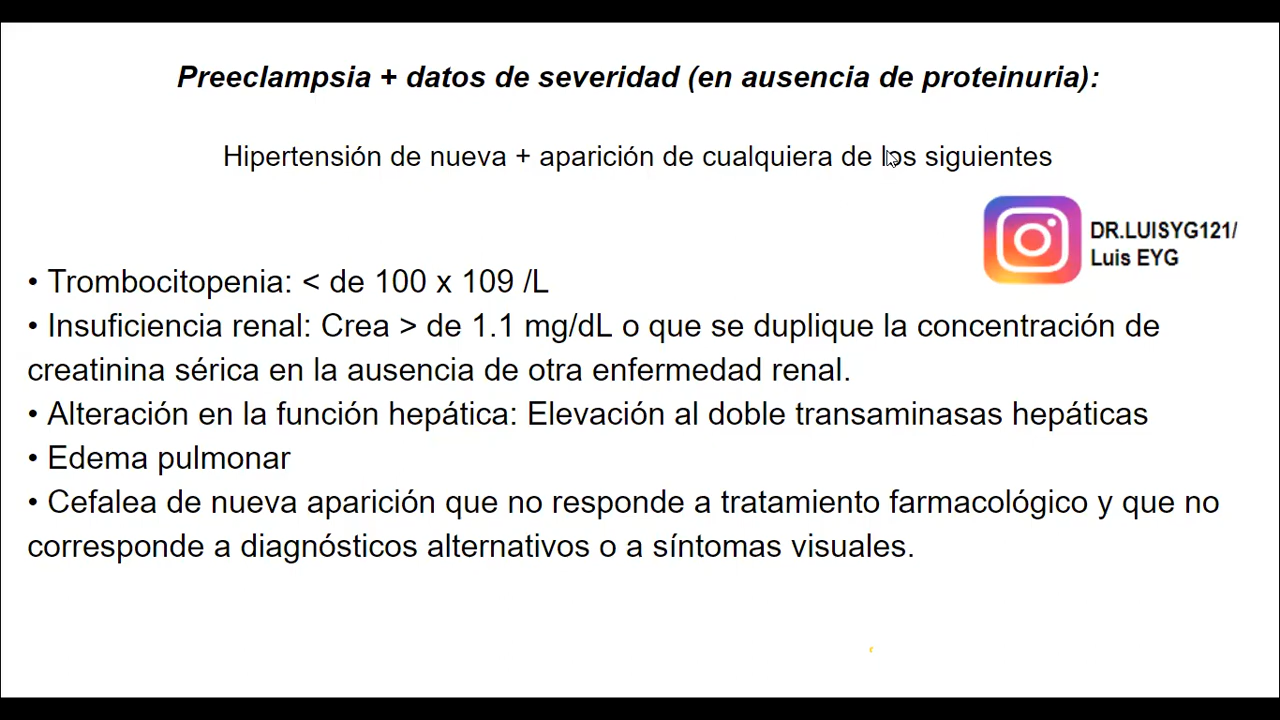 Preeclampsia + datos de severidad (en ausencia de proteinuria):
Hipertensión de nueva + aparición de cualquiera de los siguientes
DR.LUISYG121/
Luis EYG
• Trombocitopenia: < de 100 x 109 /L
• Insuficiencia renal: Crea > de 1.1 mg/dL o que se duplique la concentración de
creatinina sérica en la ausencia de otra enfermedad renal.
• Alteración en la función hepática: Elevación al doble transaminasas hepáticas
• Edema pulmonar
• Cefalea de nueva aparición que no responde a tratamiento farmacológico y que no
corresponde a diagnósticos alternativos o a síntomas visuales.